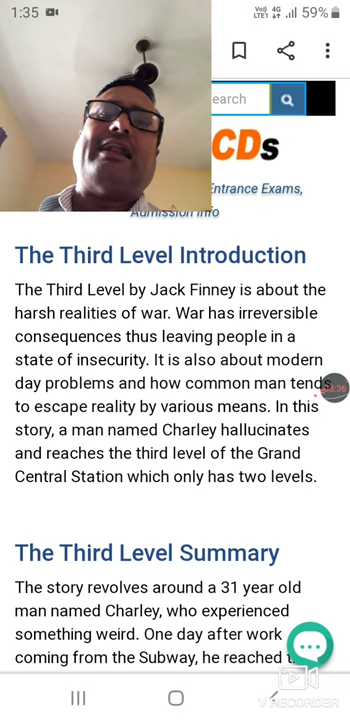 1:35
Vo)) 4G
LTE1
59%
earch
CDs
Entrance Exams,
Admission Info
The Third Level Introduction
The Third Level by Jack Finney is about the
harsh realities of war. War has irreversible
consequences thus leaving people in a
state of insecurity. It is also about modern
day problems and how common man tends
to escape reality by various means. In this
story, a man named Charley hallucinates
and reaches the third level of the Grand
Central Station which only has two levels.
The Third Level Summary
The story revolves around a 31 year old
man named Charley, who experienced
something weird. One day after work
coming from the Subway, he reached
V RECORDER